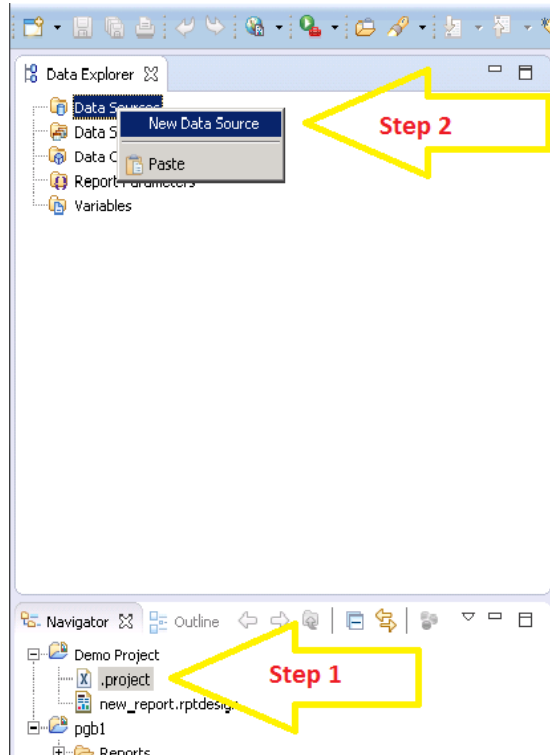 Data Explorer
Data Sources
New Data Source
Step 2
Data S
Data C
Paste
Report Parameters
Variables
Navigator
Outline
Demo Project
.project
Step 1
new_report.rptdesign
pgb1
Reports